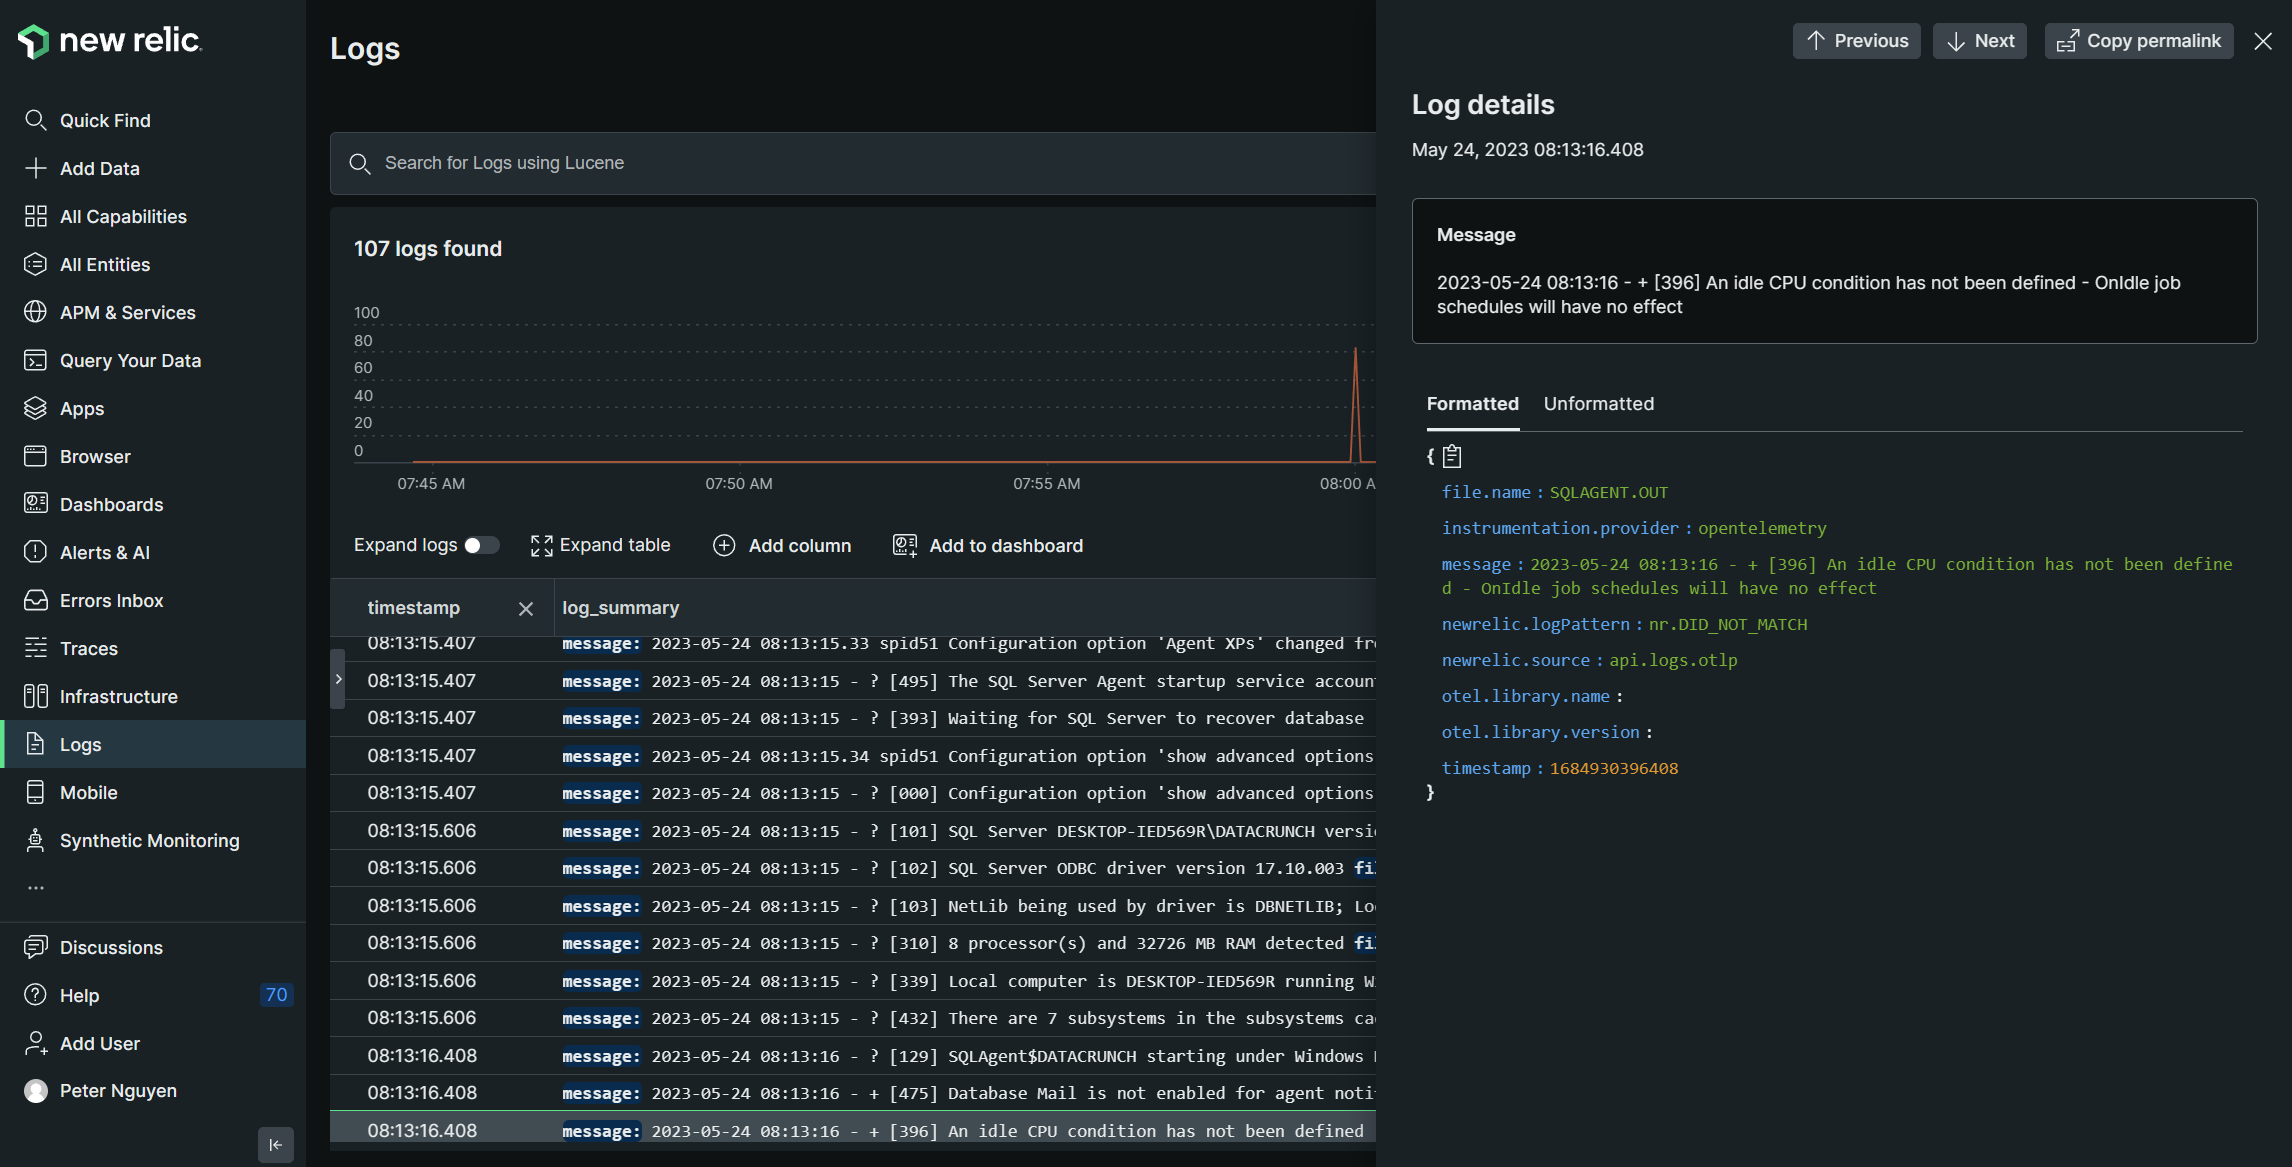 new relic
Quick Find
Add Data
All Capabilities
All Entities
APM & Services
Query Your Data
Apps
Browser
Dashboards
Alerts & AI
Errors Inbox
Traces
Infrastructure
Logs
Mobile
Synthetic Monitoring
...
Discussions
Help 70
Add User
Peter Nguyen
Logs
Search for Logs using Lucene
107 logs found
100
80
60
40
20
0
07:45 AM 07:50 AM 07:55 AM 08:00 A
Expand logs Expand table Add column Add to dashboard
timestamp log_summary
08:13:15.407 message: 2023-05-24 08:13:15.33 spid51 Configuration option 'Agent XPs' changed fr
08:13:15.407 message: 2023-05-24 08:13:15 - ? [495] The SQL Server Agent startup service accoun
08:13:15.407 message: 2023-05-24 08:13:15 - ? [393] Waiting for SQL Server to recover database
08:13:15.407 message: 2023-05-24 08:13:15.34 spid51 Configuration option 'show advanced options
08:13:15.407 message: 2023-05-24 08:13:15 - ? [000] Configuration option 'show advanced options
08:13:15.606 message: 2023-05-24 08:13:15 - ? [101] SQL Server DESKTOP-IED569R\DATACRUNCH versi
08:13:15.606 message: 2023-05-24 08:13:15 - ? [102] SQL Server ODBC driver version 17.10.003 fi
08:13:15.606 message: 2023-05-24 08:13:15 - ? [103] NetLib being used by driver is DBNETLIB; Lo
08:13:15.606 message: 2023-05-24 08:13:15 - ? [310] 8 processor(s) and 32726 MB RAM detected fi
08:13:15.606 message: 2023-05-24 08:13:15 - ? [339] Local computer is DESKTOP-IED569R running W
08:13:15.606 message: 2023-05-24 08:13:15 - ? [432] There are 7 subsystems in the subsystems ca
08:13:16.408 message: 2023-05-24 08:13:16 - ? [129] SQLAgent$DATACRUNCH starting under Windows
08:13:16.408 message: 2023-05-24 08:13:16 - + [475] Database Mail is not enabled for agent noti
08:13:16.408 message: 2023-05-24 08:13:16 - + [396] An idle CPU condition has not been defined
Previous Next Copy permalink
Log details
May 24, 2023 08:13:16.408
Message
2023-05-24 08:13:16 - + [396] An idle CPU condition has not been defined - OnIdle job
schedules will have no effect
Formatted Unformatted
{
file.name : SQLAGENT.OUT
instrumentation.provider : opentelemetry
message : 2023-05-24 08:13:16 - + [396] An idle CPU condition has not been define
d - OnIdle job schedules will have no effect
newrelic.logPattern : nr.DID_NOT_MATCH
newrelic.source : api.logs.otlp
otel.library.name :
otel.library.version :
timestamp : 1684930396408
}